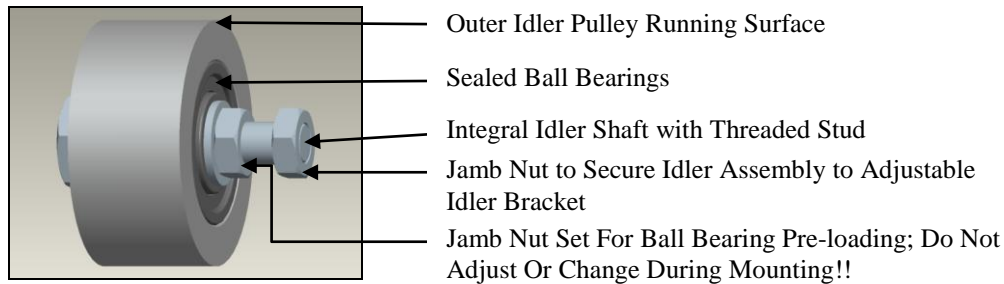 Outer Idler Pulley Running Surface
Sealed Ball Bearings
Integral Idler Shaft with Threaded Stud
Jamb Nut to Secure Idler Assembly to Adjustable
Idler Bracket
Jamb Nut Set For Ball Bearing Pre-loading; Do Not
Adjust Or Change During Mounting!!